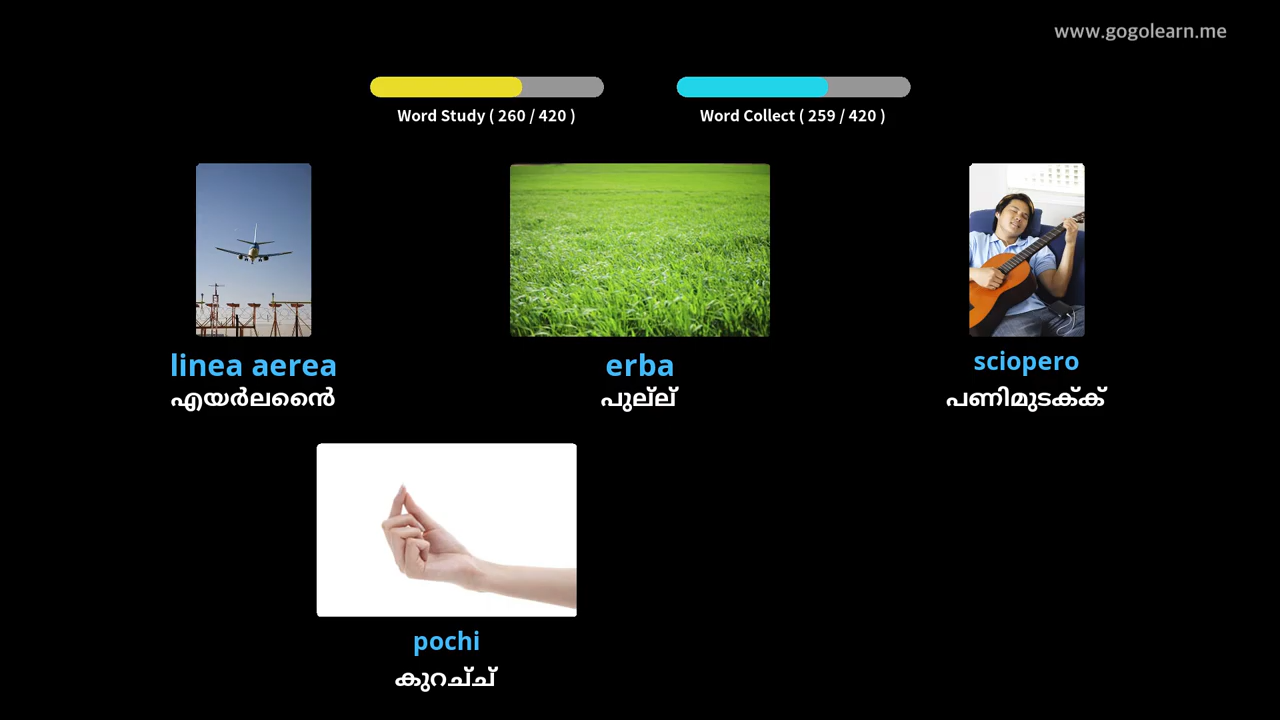 www.gogolearn.me
Word Study ( 260 / 420 )
Word Collect ( 259 / 420 )
linea aerea
എയർലൈൻ
erba
പുല്ല്
sciopero
പണിമുടക്ക്
pochi
കുറച്ച്